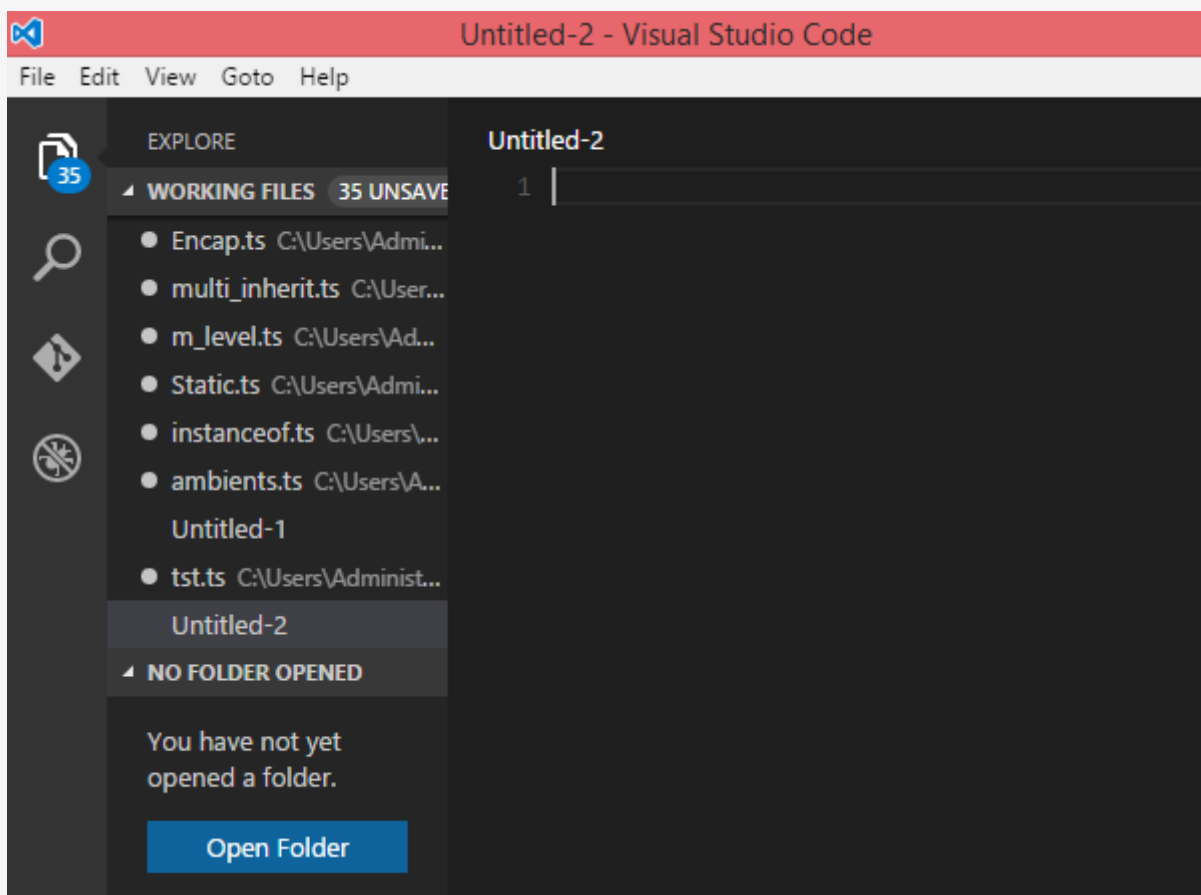 Untitled-2 - Visual Studio Code
File Edit View Goto Help
EXPLORE
35
WORKING FILES 35 UNSAVE
Encap.ts C:\Users\Admi...
multi_inherit.ts C:\User...
m_level.ts C:\Users\Ad...
Static.ts C:\Users\Admi...
instanceof.ts C:\Users\...
ambients.ts C:\Users\A...
Untitled-1
tst.ts C:\Users\Administ...
Untitled-2
NO FOLDER OPENED
You have not yet
opened a folder.
Open Folder
Untitled-2
1